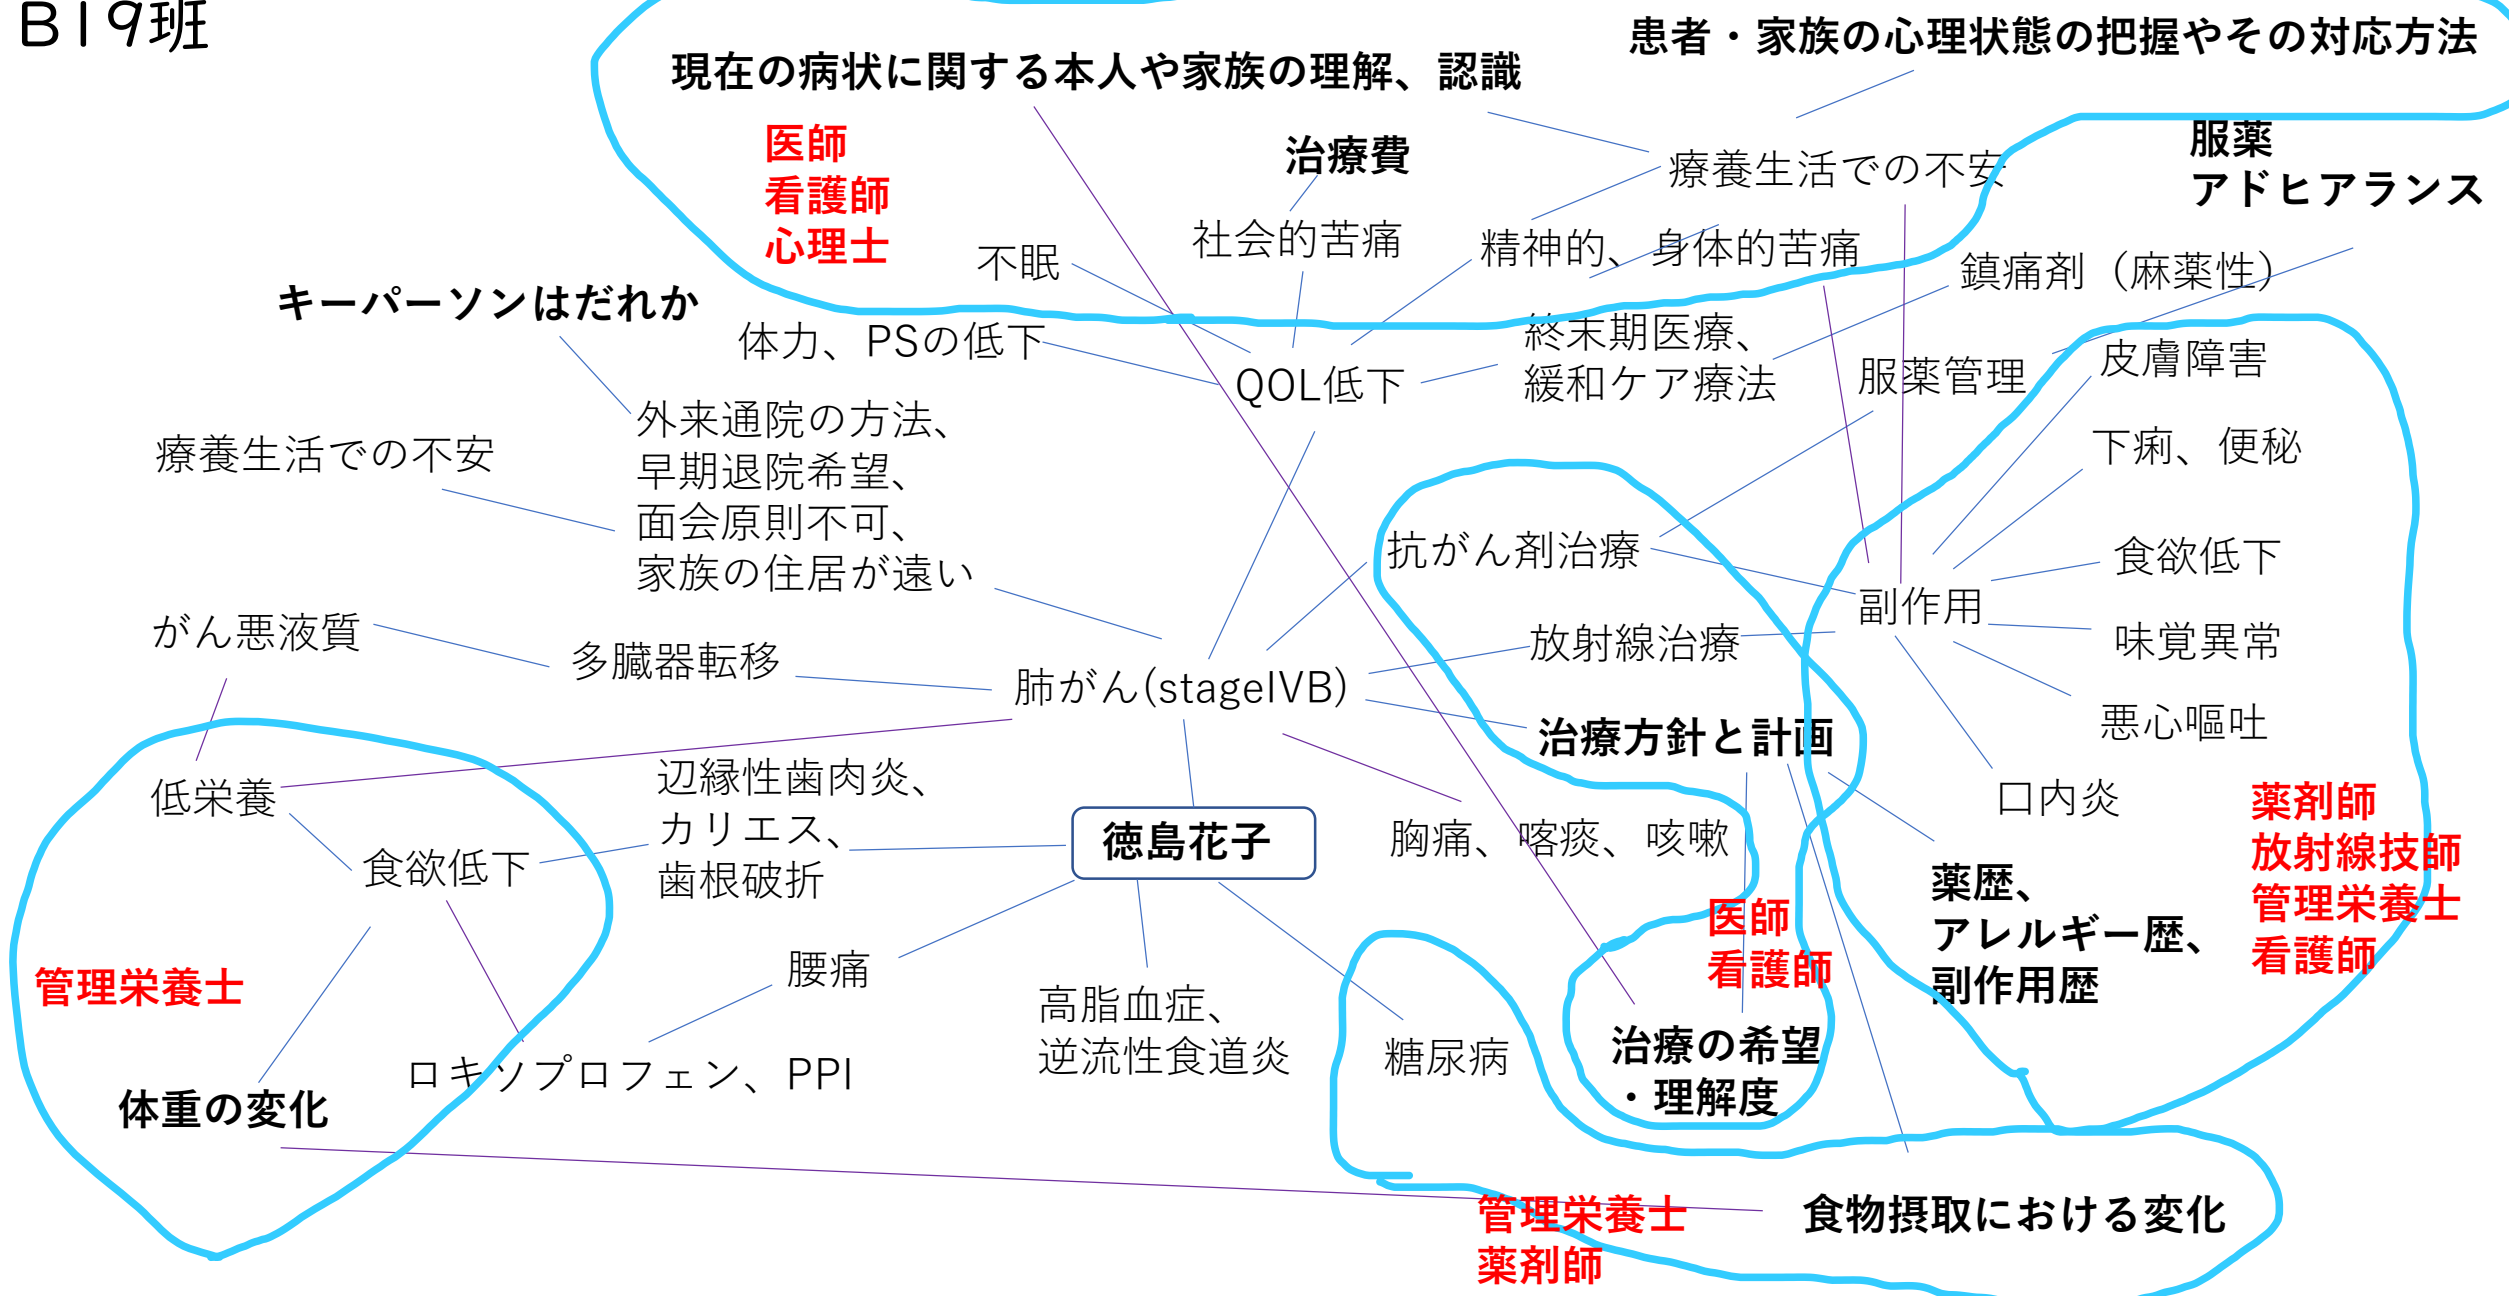 B19班
現在の病状に関する本人や家族の理解、認識
患者・家族の心理状態の把握やその対応方法
医師
看護師
心理士
治療費
療養生活での不安
服薬
アドヒアランス
不眠
社会的苦痛
精神的、身体的苦痛
鎮痛剤（麻薬性）
キーパーソンはだれか
体力、PSの低下
QOL低下
終末期医療、
緩和ケア療法
服薬管理
皮膚障害
療養生活での不安
外来通院の方法、
早期退院希望、
面会原則不可、
家族の住居が遠い
下痢、便秘
抗がん剤治療
食欲低下
副作用
がん悪液質
多臓器転移
放射線治療
味覚異常
肺がん(stageIVB)
治療方針と計画
悪心嘔吐
低栄養
辺縁性歯肉炎、
カリエス、
歯根破折
徳島花子
胸痛、喀痰、咳嗽
口内炎
薬剤師
放射線技師
管理栄養士
看護師
食欲低下
医師
看護師
薬歴、
アレルギー歴、
副作用歴
管理栄養士
腰痛
高脂血症、
逆流性食道炎
糖尿病
治療の希望
・理解度
ロキソプロフェン、PPI
体重の変化
管理栄養士
薬剤師
食物摂取における変化